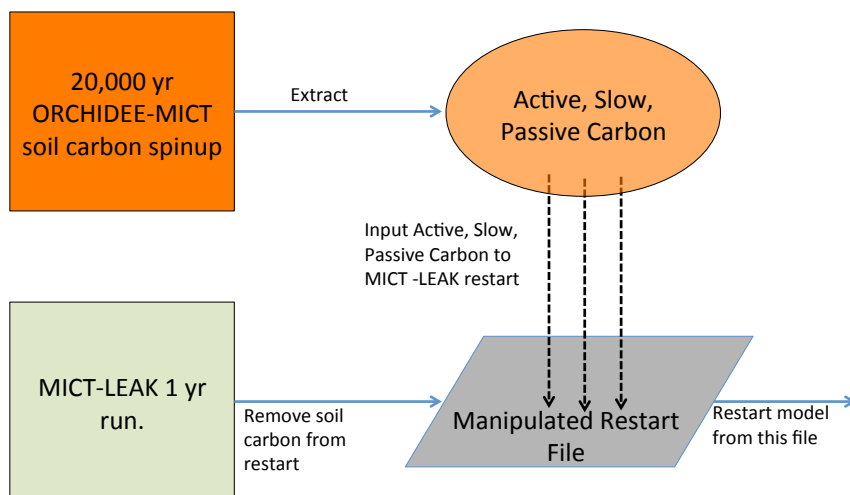 20,000 yr
ORCHIDEE-MICT
soil carbon spinup
Extract
Active, Slow,
Passive Carbon
Input Active, Slow,
Passive Carbon to
MICT -LEAK restart
MICT-LEAK 1 yr
run.
Remove soil
carbon from
restart
Manipulated Restart
File
Restart model
from this file